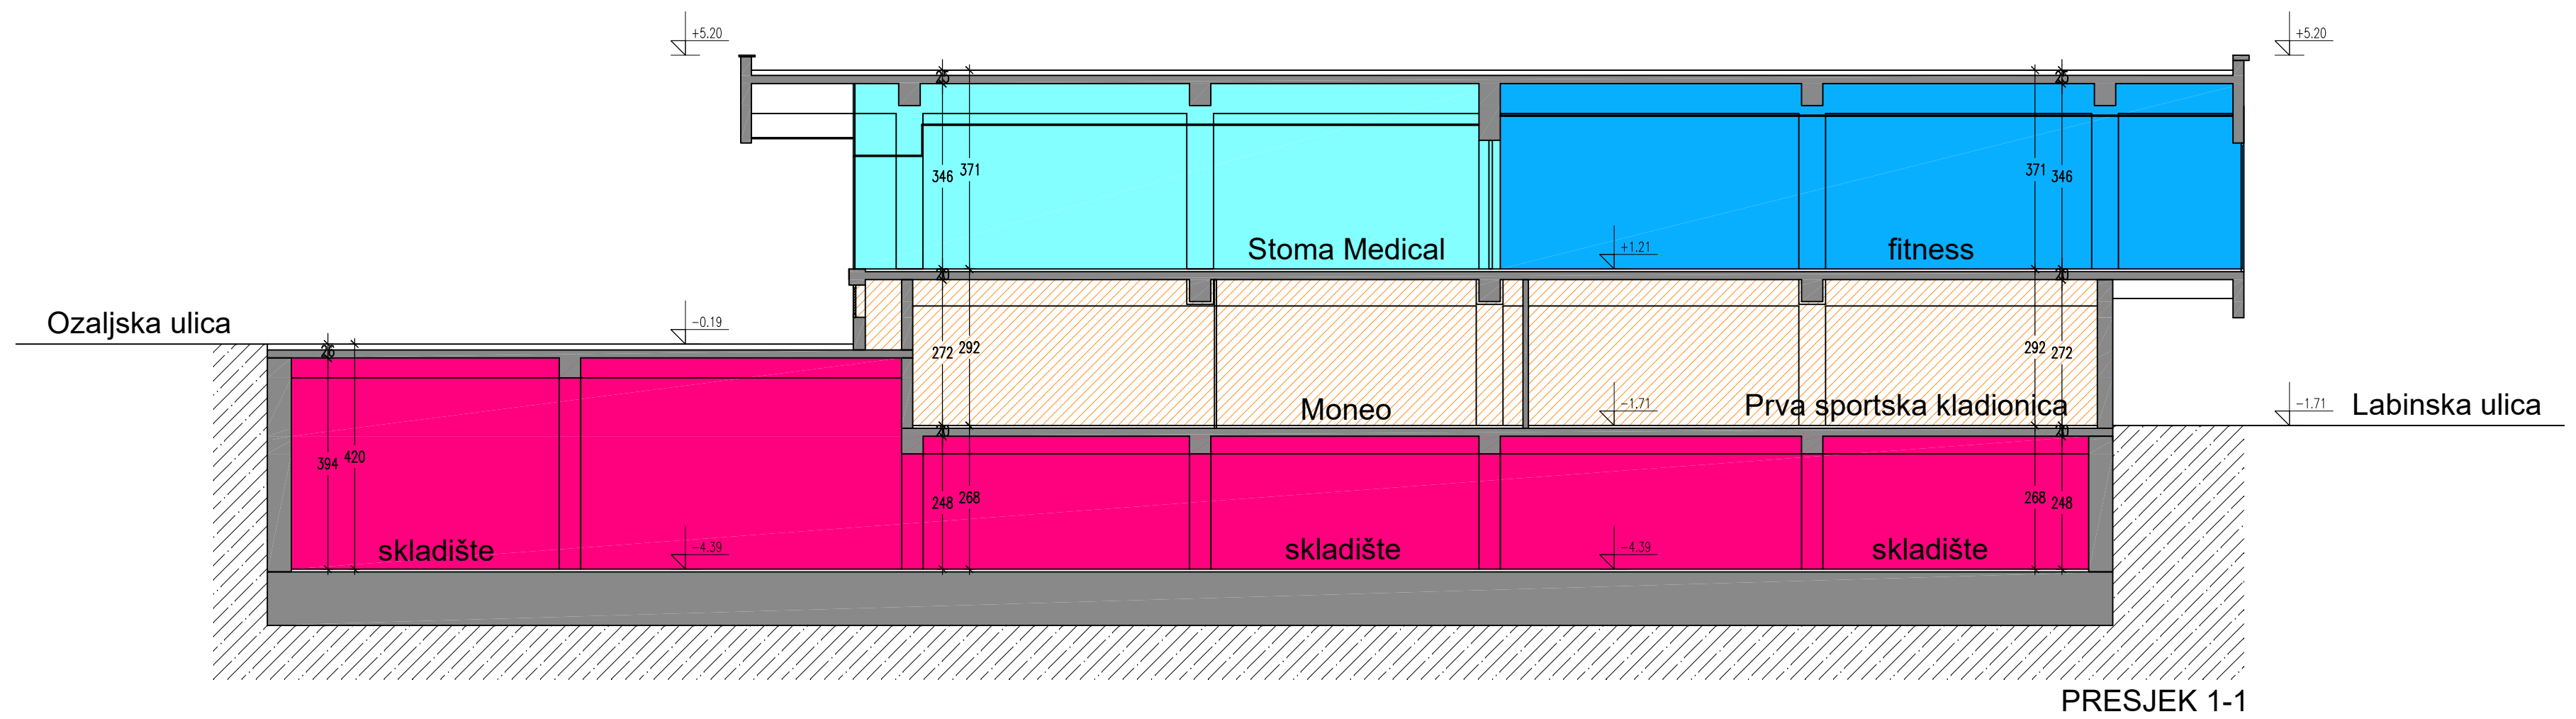 +5.20
+5.20
25
25
346
371
371
346
Stoma Medical
+1.21
fitness
20
20
Ozaljska ulica
-0.19
26
272
292
292
272
Moneo
-1.71
Prva sportska kladionica
-1.71
Labinska ulica
20
20
394
420
248
268
268
248
skladište
-4.39
skladište
-4.39
skladište
PRESJEK 1-1